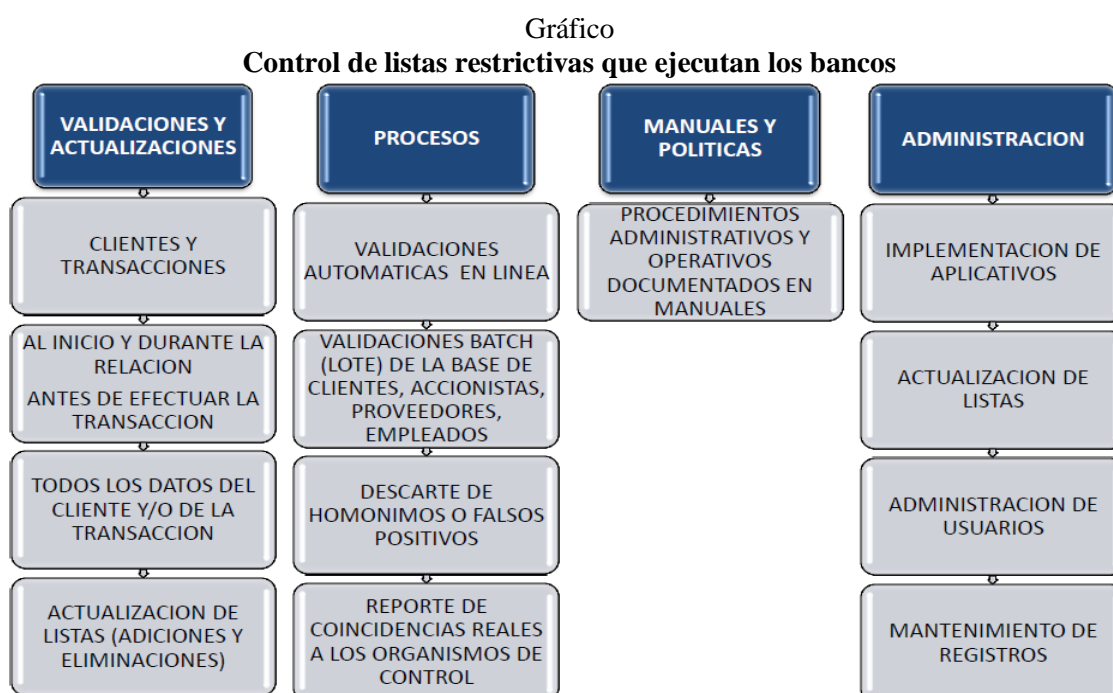 Gráfico
Control de listas restrictivas que ejecutan los bancos
VALIDACIONES Y
ACTUALIZACIONES
CLIENTES Y
TRANSACCIONES
AL INICIO Y DURANTE LA
RELACION
ANTES DE EFECTUAR LA
TRANSACCION
TODOS LOS DATOS DEL
CLIENTE Y/O DE LA
TRANSACCION
ACTUALIZACION DE
LISTAS (ADICIONES Y
ELIMINACIONES)
PROCESOS
VALIDACIONES
AUTOMATICAS EN LINEA
VALIDACIONES BATCH
(LOTE) DE LA BASE DE
CLIENTES, ACCIONISTAS,
PROVEEDORES,
EMPLEADOS
DESCARTE DE
HOMONIMOS O FALSOS
POSITIVOS
REPORTE DE
COINCIDENCIAS REALES
A LOS ORGANISMOS DE
CONTROL
MANUALES Y
POLITICAS
PROCEDIMIENTOS
ADMINISTRATIVOS Y
OPERATIVOS
DOCUMENTADOS EN
MANUALES
ADMINISTRACION
IMPLEMENTACION DE
APLICATIVOS
ACTUALIZACION DE
LISTAS
ADMINISTRACION DE
USUARIOS
MANTENIMIENTO DE
REGISTROS